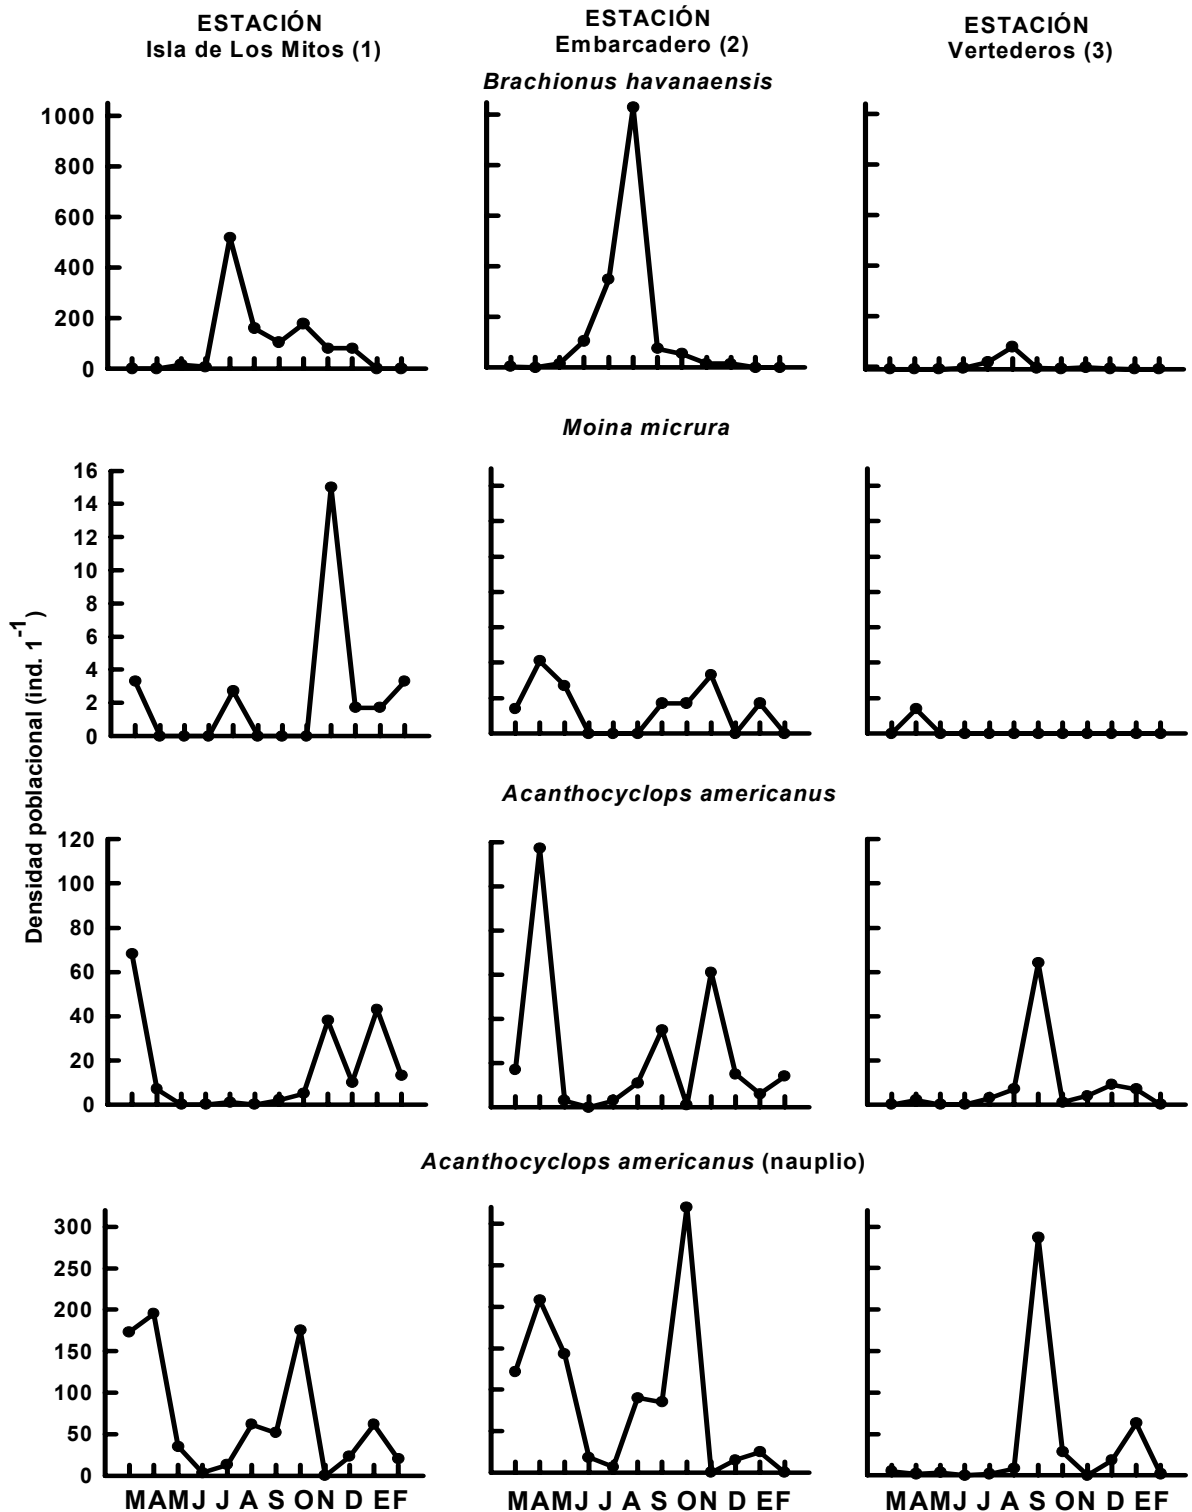 ESTACIÓN
Isla de Los Mitos (1)
ESTACIÓN
Embarcadero (2)
ESTACIÓN
Vertederos (3)
Brachionus havanaensis
1000
800
600
400
200
0
Moina micrura
16
14
12
10
8
6
4
2
0
Densidad poblacional (ind. 1⁻¹)
Acanthocyclops americanus
120
100
80
60
40
20
0
Acanthocyclops americanus (nauplio)
300
250
200
150
100
50
0
MAMJ J A S ON D EF
MAMJ J A S ON D EF
MAMJ J A S ON D EF